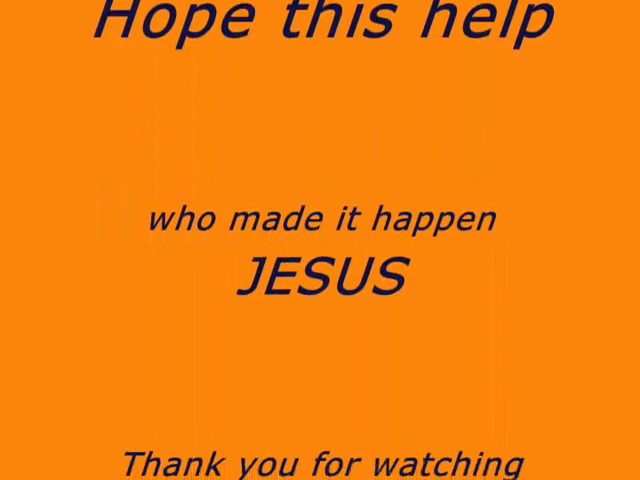 Hope this help
who made it happen
JESUS
Thank you for watching